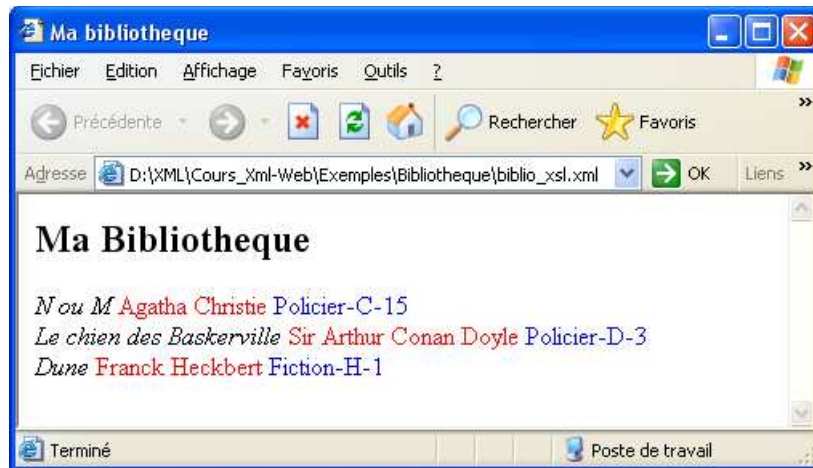 Ma bibliotheque
Fichier Edition Affichage Favoris Outils ?
Précédente Rechercher Favoris »
Adresse D:\XML\Cours_Xml-Web\Exemples\Bibliotheque\biblio_xsl.xml OK Liens »
Ma Bibliotheque
N ou M Agatha Christie Policier-C-15
Le chien des Baskerville Sir Arthur Conan Doyle Policier-D-3
Dune Franck Heckbert Fiction-H-1
Terminé Poste de travail